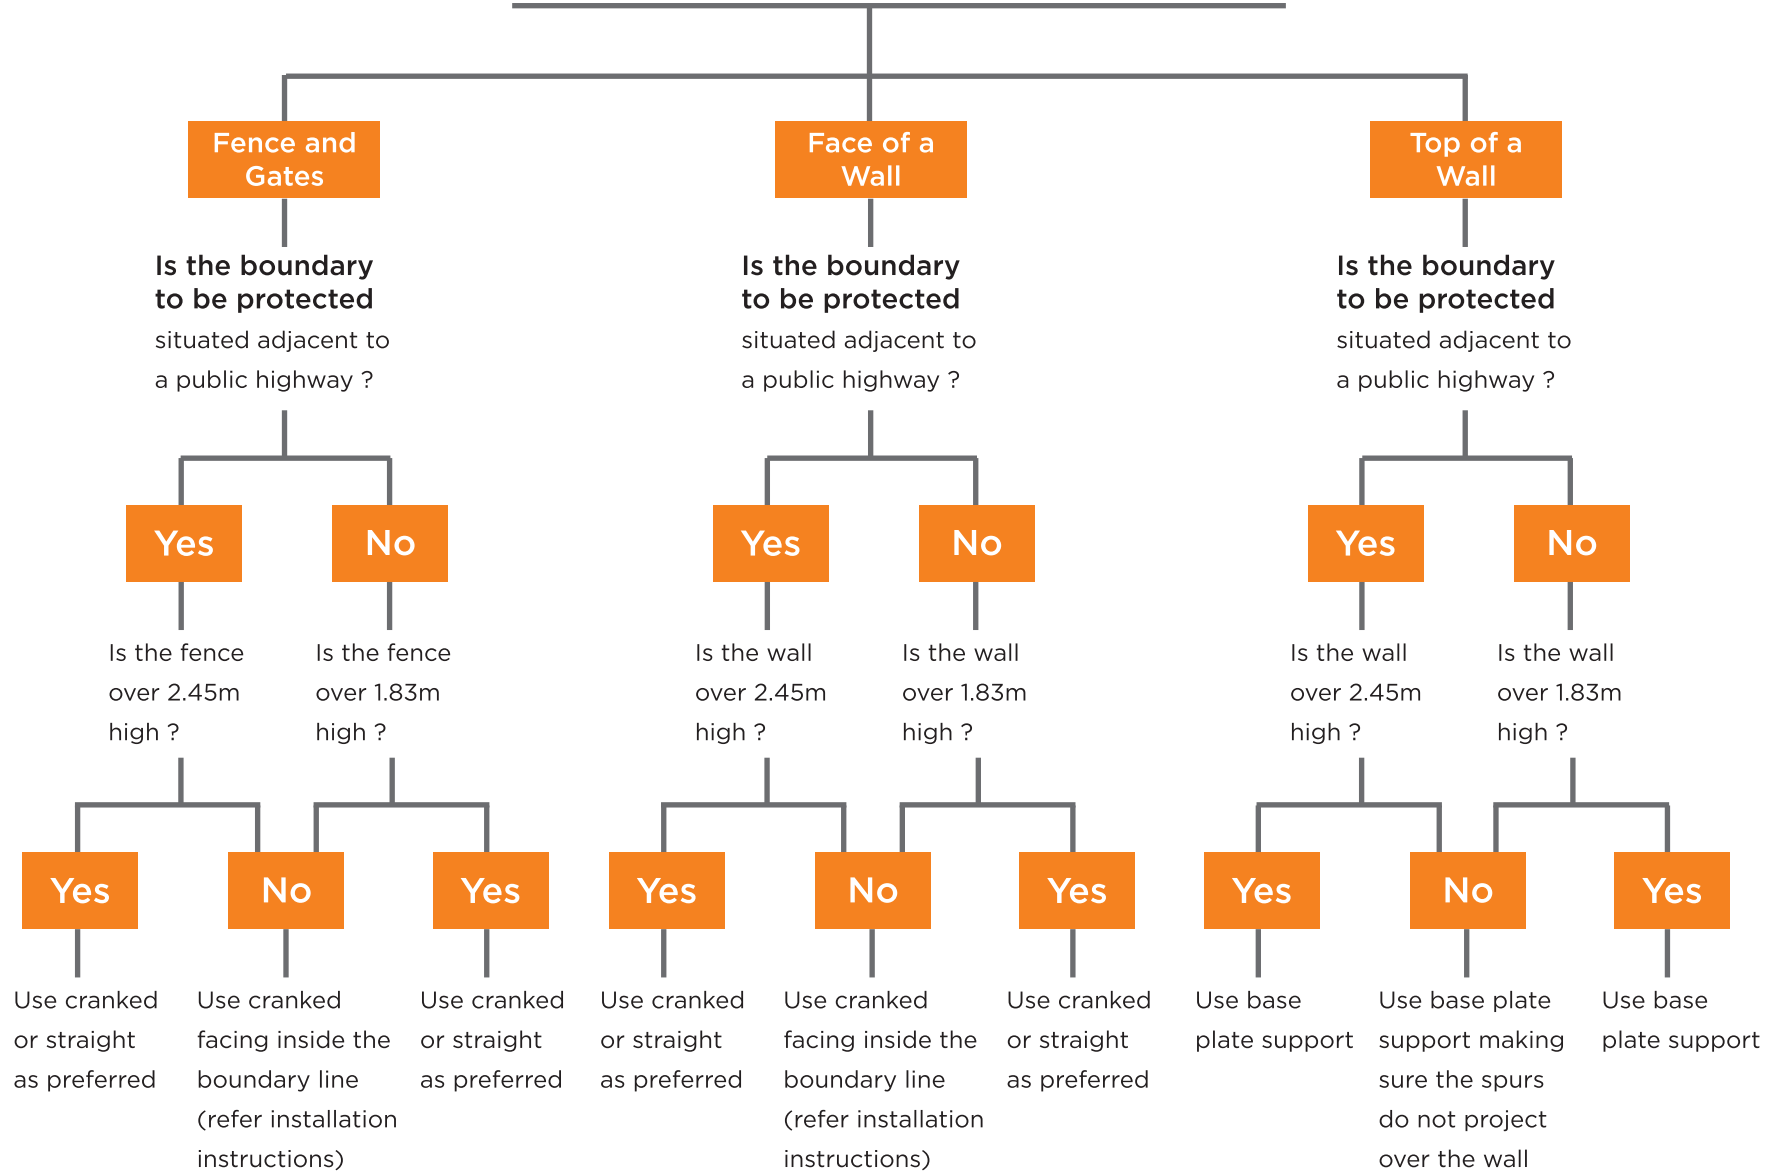 Fence and
Gates
Face of a
Wall
Top of a
Wall
Is the boundary
to be protected
situated adjacent to
a public highway ?
Is the boundary
to be protected
situated adjacent to
a public highway ?
Is the boundary
to be protected
situated adjacent to
a public highway ?
Yes
No
Yes
No
Yes
No
Is the fence
over 2.45m
high ?
Is the fence
over 1.83m
high ?
Is the wall
over 2.45m
high ?
Is the wall
over 1.83m
high ?
Is the wall
over 2.45m
high ?
Is the wall
over 1.83m
high ?
Yes
No
Yes
Yes
No
Yes
Yes
No
Yes
Use cranked
or straight
as preferred
Use cranked
facing inside the
boundary line
(refer installation
instructions)
Use cranked
or straight
as preferred
Use cranked
or straight
as preferred
Use cranked
facing inside the
boundary line
(refer installation
instructions)
Use cranked
or straight
as preferred
Use base
plate support
Use base plate
support making
sure the spurs
do not project
over the wall
Use base
plate support